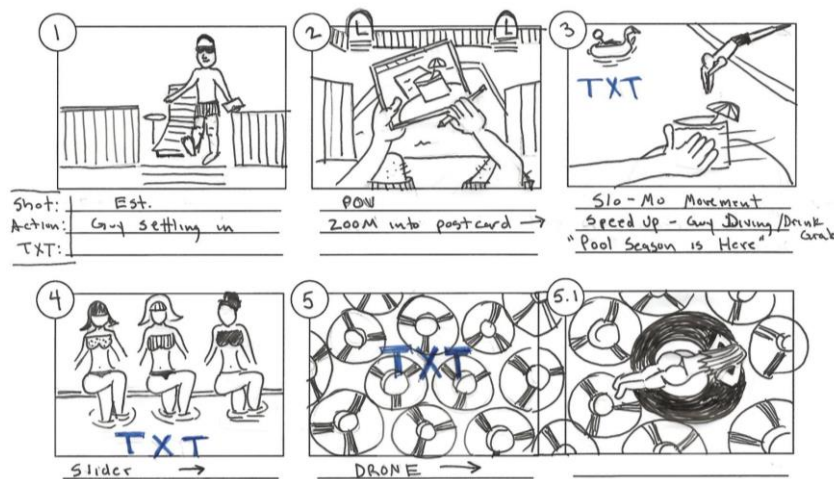 1
2
L
L
3
TXT
Shot:
Est.
Action:
Guy settling in
TXT:
POV
Zoom into postcard →
Slo-Mo Movement
Speed Up - Guy Diving/Drink Grab
"Pool Season is Here"
4
TXT
Slider →
5
TXT
DRONE →
5.1